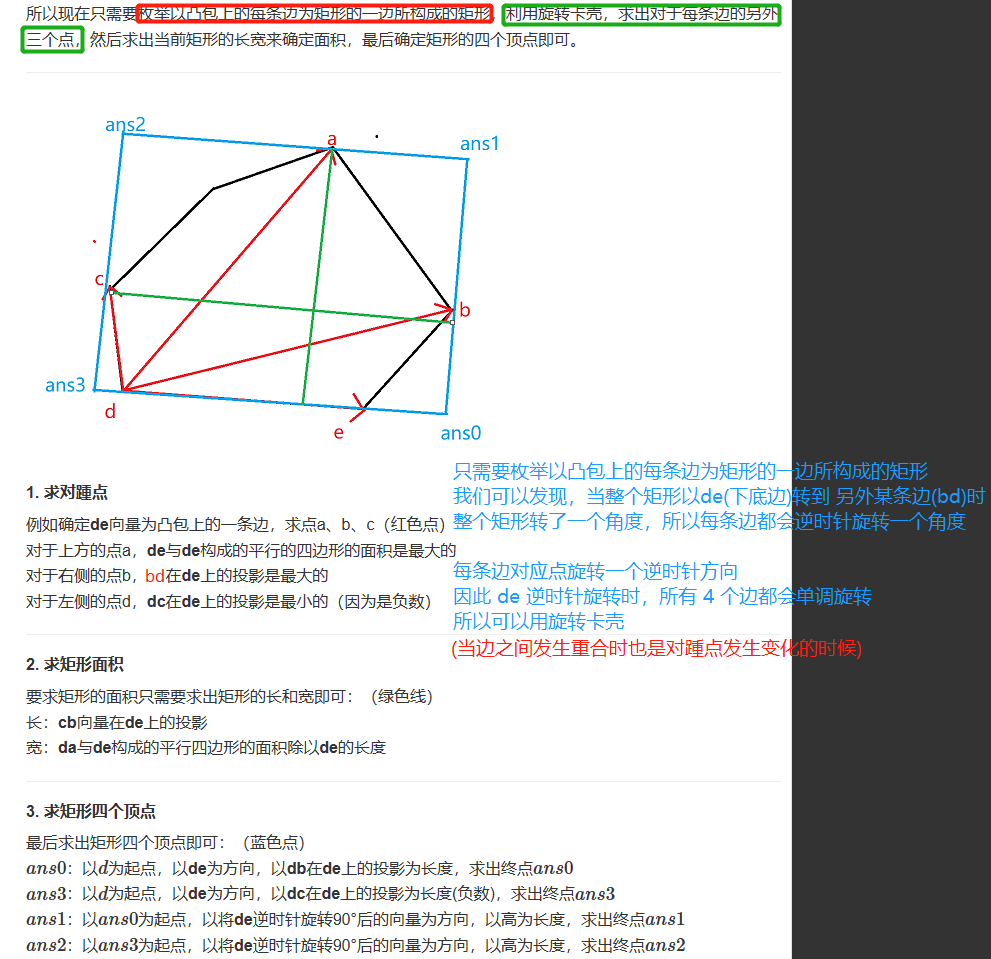 所以现在只需要枚举以凸包上的每条边为矩形的一边所构成的矩形，利用旋转卡壳，求出对于每条边的另外
三个点，然后求出当前矩形的长宽来确定面积，最后确定矩形的四个顶点即可。
ans2
a
ans1
c
b
ans3
d
e
ans0
只需要枚举以凸包上的每条边为矩形的一边所构成的矩形
我们可以发现，当整个矩形以de(下底边)转到 另外某条边(bd)时
整个矩形转了一个角度，所以每条边都会逆时针旋转一个角度
1. 求对踵点
例如确定de向量为凸包上的一条边，求点a、b、c（红色点）
对于上方的点a，de与de构成的平行的四边形的面积是最大的
对于右侧的点b，bd在de上的投影是最大的
对于左侧的点d，dc在de上的投影是最小的（因为是负数）
每条边对应点旋转一个逆时针方向
因此 de 逆时针旋转时，所有 4 个边都会单调旋转
所以可以用旋转卡壳
(当边之间发生重合时也是对踵点发生变化的时候)
2. 求矩形面积
要求矩形的面积只需要求出矩形的长和宽即可：（绿色线）
长：cb向量在de上的投影
宽：da与de构成的平行四边形的面积除以de的长度
3. 求矩形四个顶点
最后求出矩形四个顶点即可：（蓝色点）
ans0：以d为起点，以de为方向，以db在de上的投影为长度，求出终点ans0
ans3：以d为起点，以de为方向，以dc在de上的投影为长度(负数)，求出终点ans3
ans1：以ans0为起点，以将de逆时针旋转90°后的向量为方向，以高为长度，求出终点ans1
ans2：以ans3为起点，以将de逆时针旋转90°后的向量为方向，以高为长度，求出终点ans2